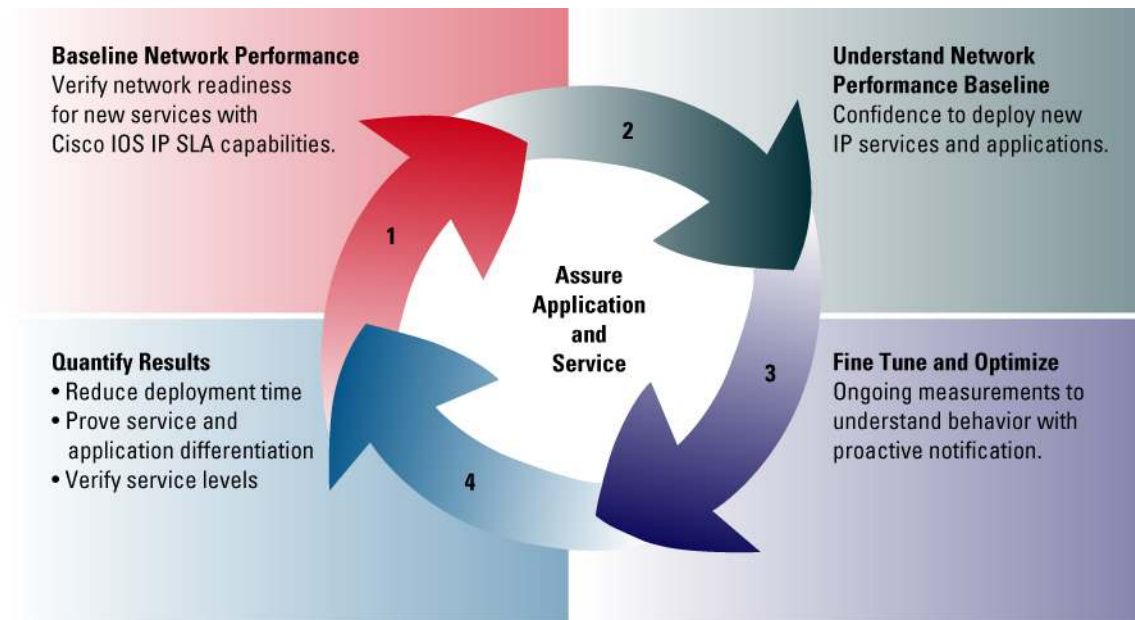 Baseline Network Performance
Verify network readiness
for new services with
Cisco IOS IP SLA capabilities.
1
2
Understand Network
Performance Baseline
Confidence to deploy new
IP services and applications.
Assure
Application
and
Service
Quantify Results
• Reduce deployment time
• Prove service and
application differentiation
• Verify service levels
4
3
Fine Tune and Optimize
Ongoing measurements to
understand behavior with
proactive notification.